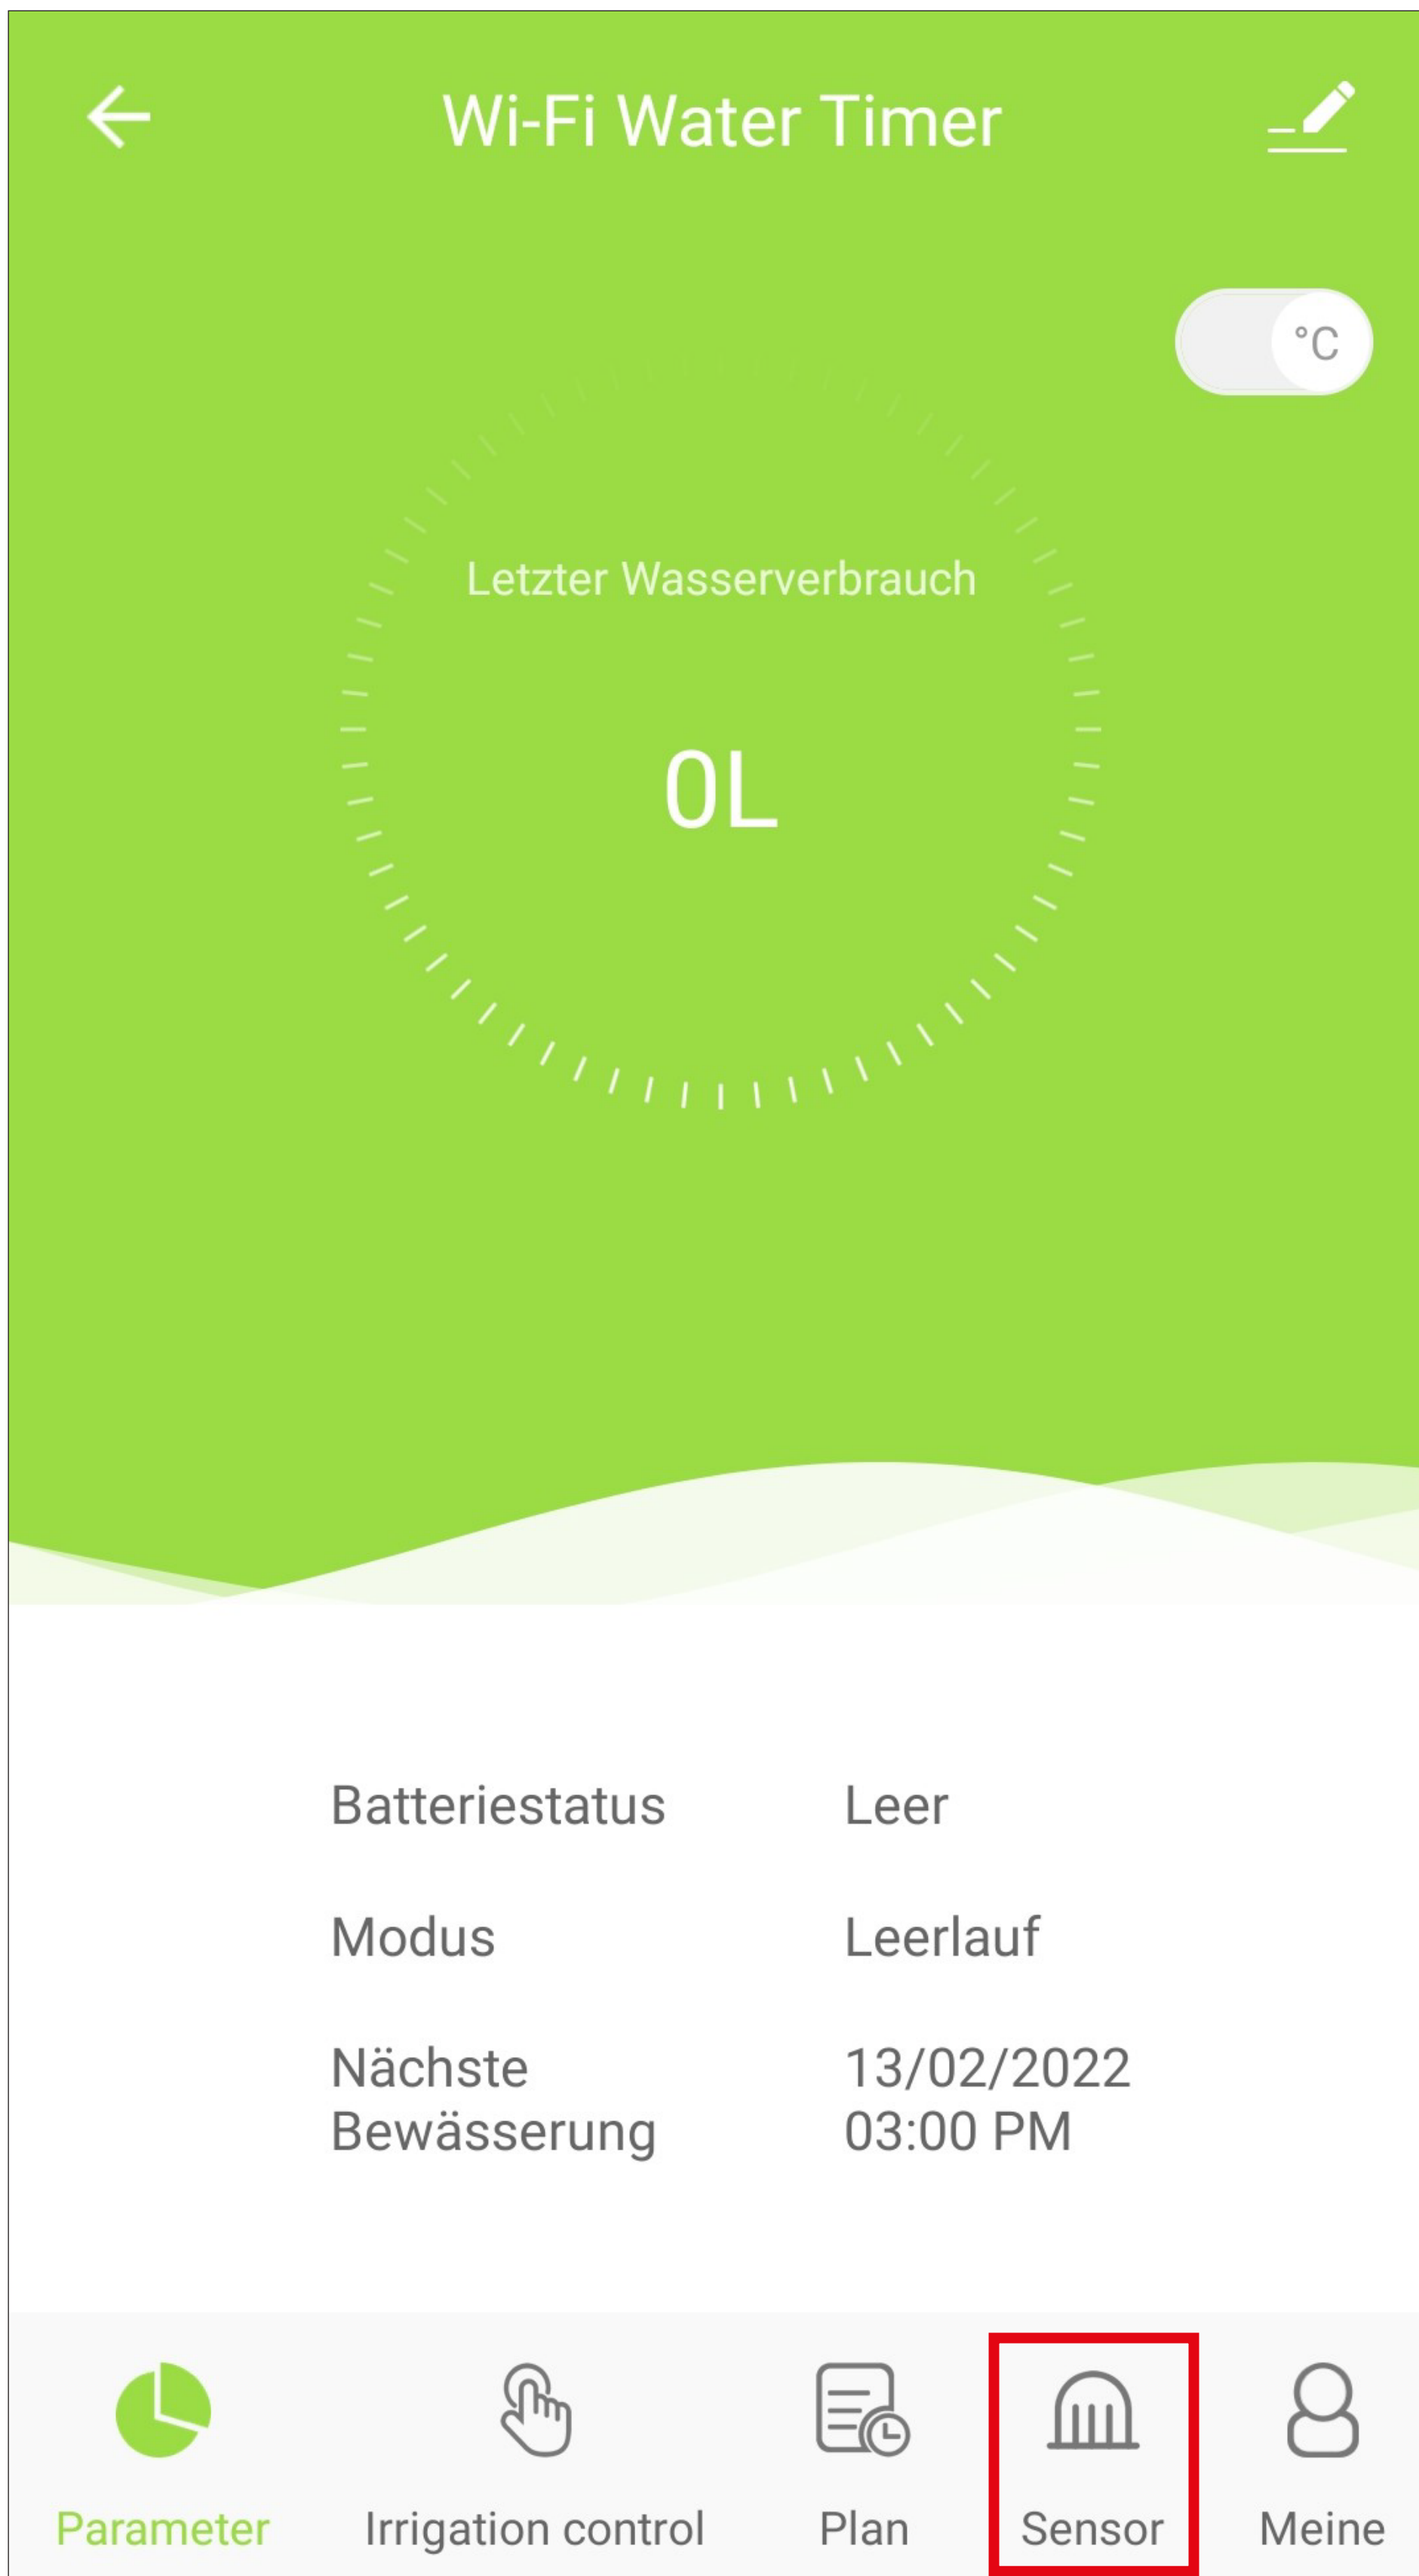 Wi-Fi Water Timer
°C
Letzter Wasserverbrauch
0L
Batteriestatus Leer
Modus Leerlauf
Nächste 13/02/2022
Bewässerung 03:00 PM
Parameter Irrigation control Plan Sensor Meine